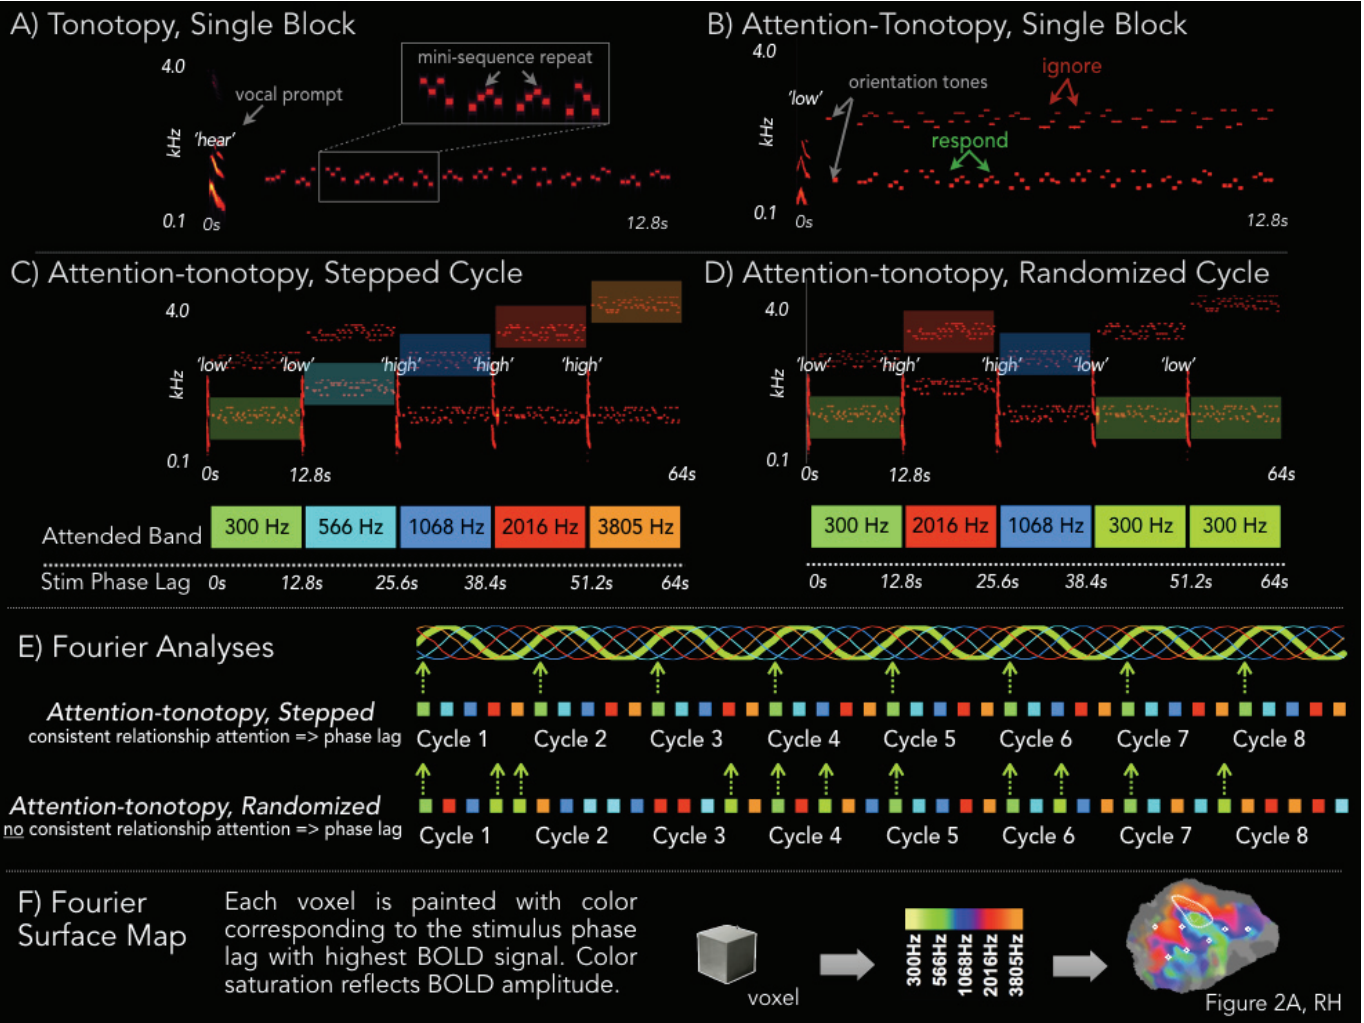 A) Tonotopy, Single Block
4.0
kHz
0.1
vocal prompt
'hear'
mini-sequence repeat
0s
12.8s
B) Attention-Tonotopy, Single Block
4.0
kHz
0.1
'low'
orientation tones
ignore
respond
0s
12.8s
C) Attention-tonotopy, Stepped Cycle
4.0
kHz
0.1
'low' 'low' 'high' 'high' 'high'
0s 12.8s 64s
Attended Band 300 Hz 566 Hz 1068 Hz 2016 Hz 3805 Hz
Stim Phase Lag 0s 12.8s 25.6s 38.4s 51.2s 64s
D) Attention-tonotopy, Randomized Cycle
4.0
kHz
0.1
'low' 'high' 'high' 'low' 'low'
0s 12.8s 64s
300 Hz 2016 Hz 1068 Hz 300 Hz 300 Hz
0s 12.8s 25.6s 38.4s 51.2s 64s
E) Fourier Analyses
Attention-tonotopy, Stepped
consistent relationship attention => phase lag
Cycle 1 Cycle 2 Cycle 3 Cycle 4 Cycle 5 Cycle 6 Cycle 7 Cycle 8
Attention-tonotopy, Randomized
no consistent relationship attention => phase lag
Cycle 1 Cycle 2 Cycle 3 Cycle 4 Cycle 5 Cycle 6 Cycle 7 Cycle 8
F) Fourier
Surface Map
Each voxel is painted with color
corresponding to the stimulus phase
lag with highest BOLD signal. Color
saturation reflects BOLD amplitude.
voxel
300Hz
566Hz
1068Hz
2016Hz
3805Hz
Figure 2A, RH